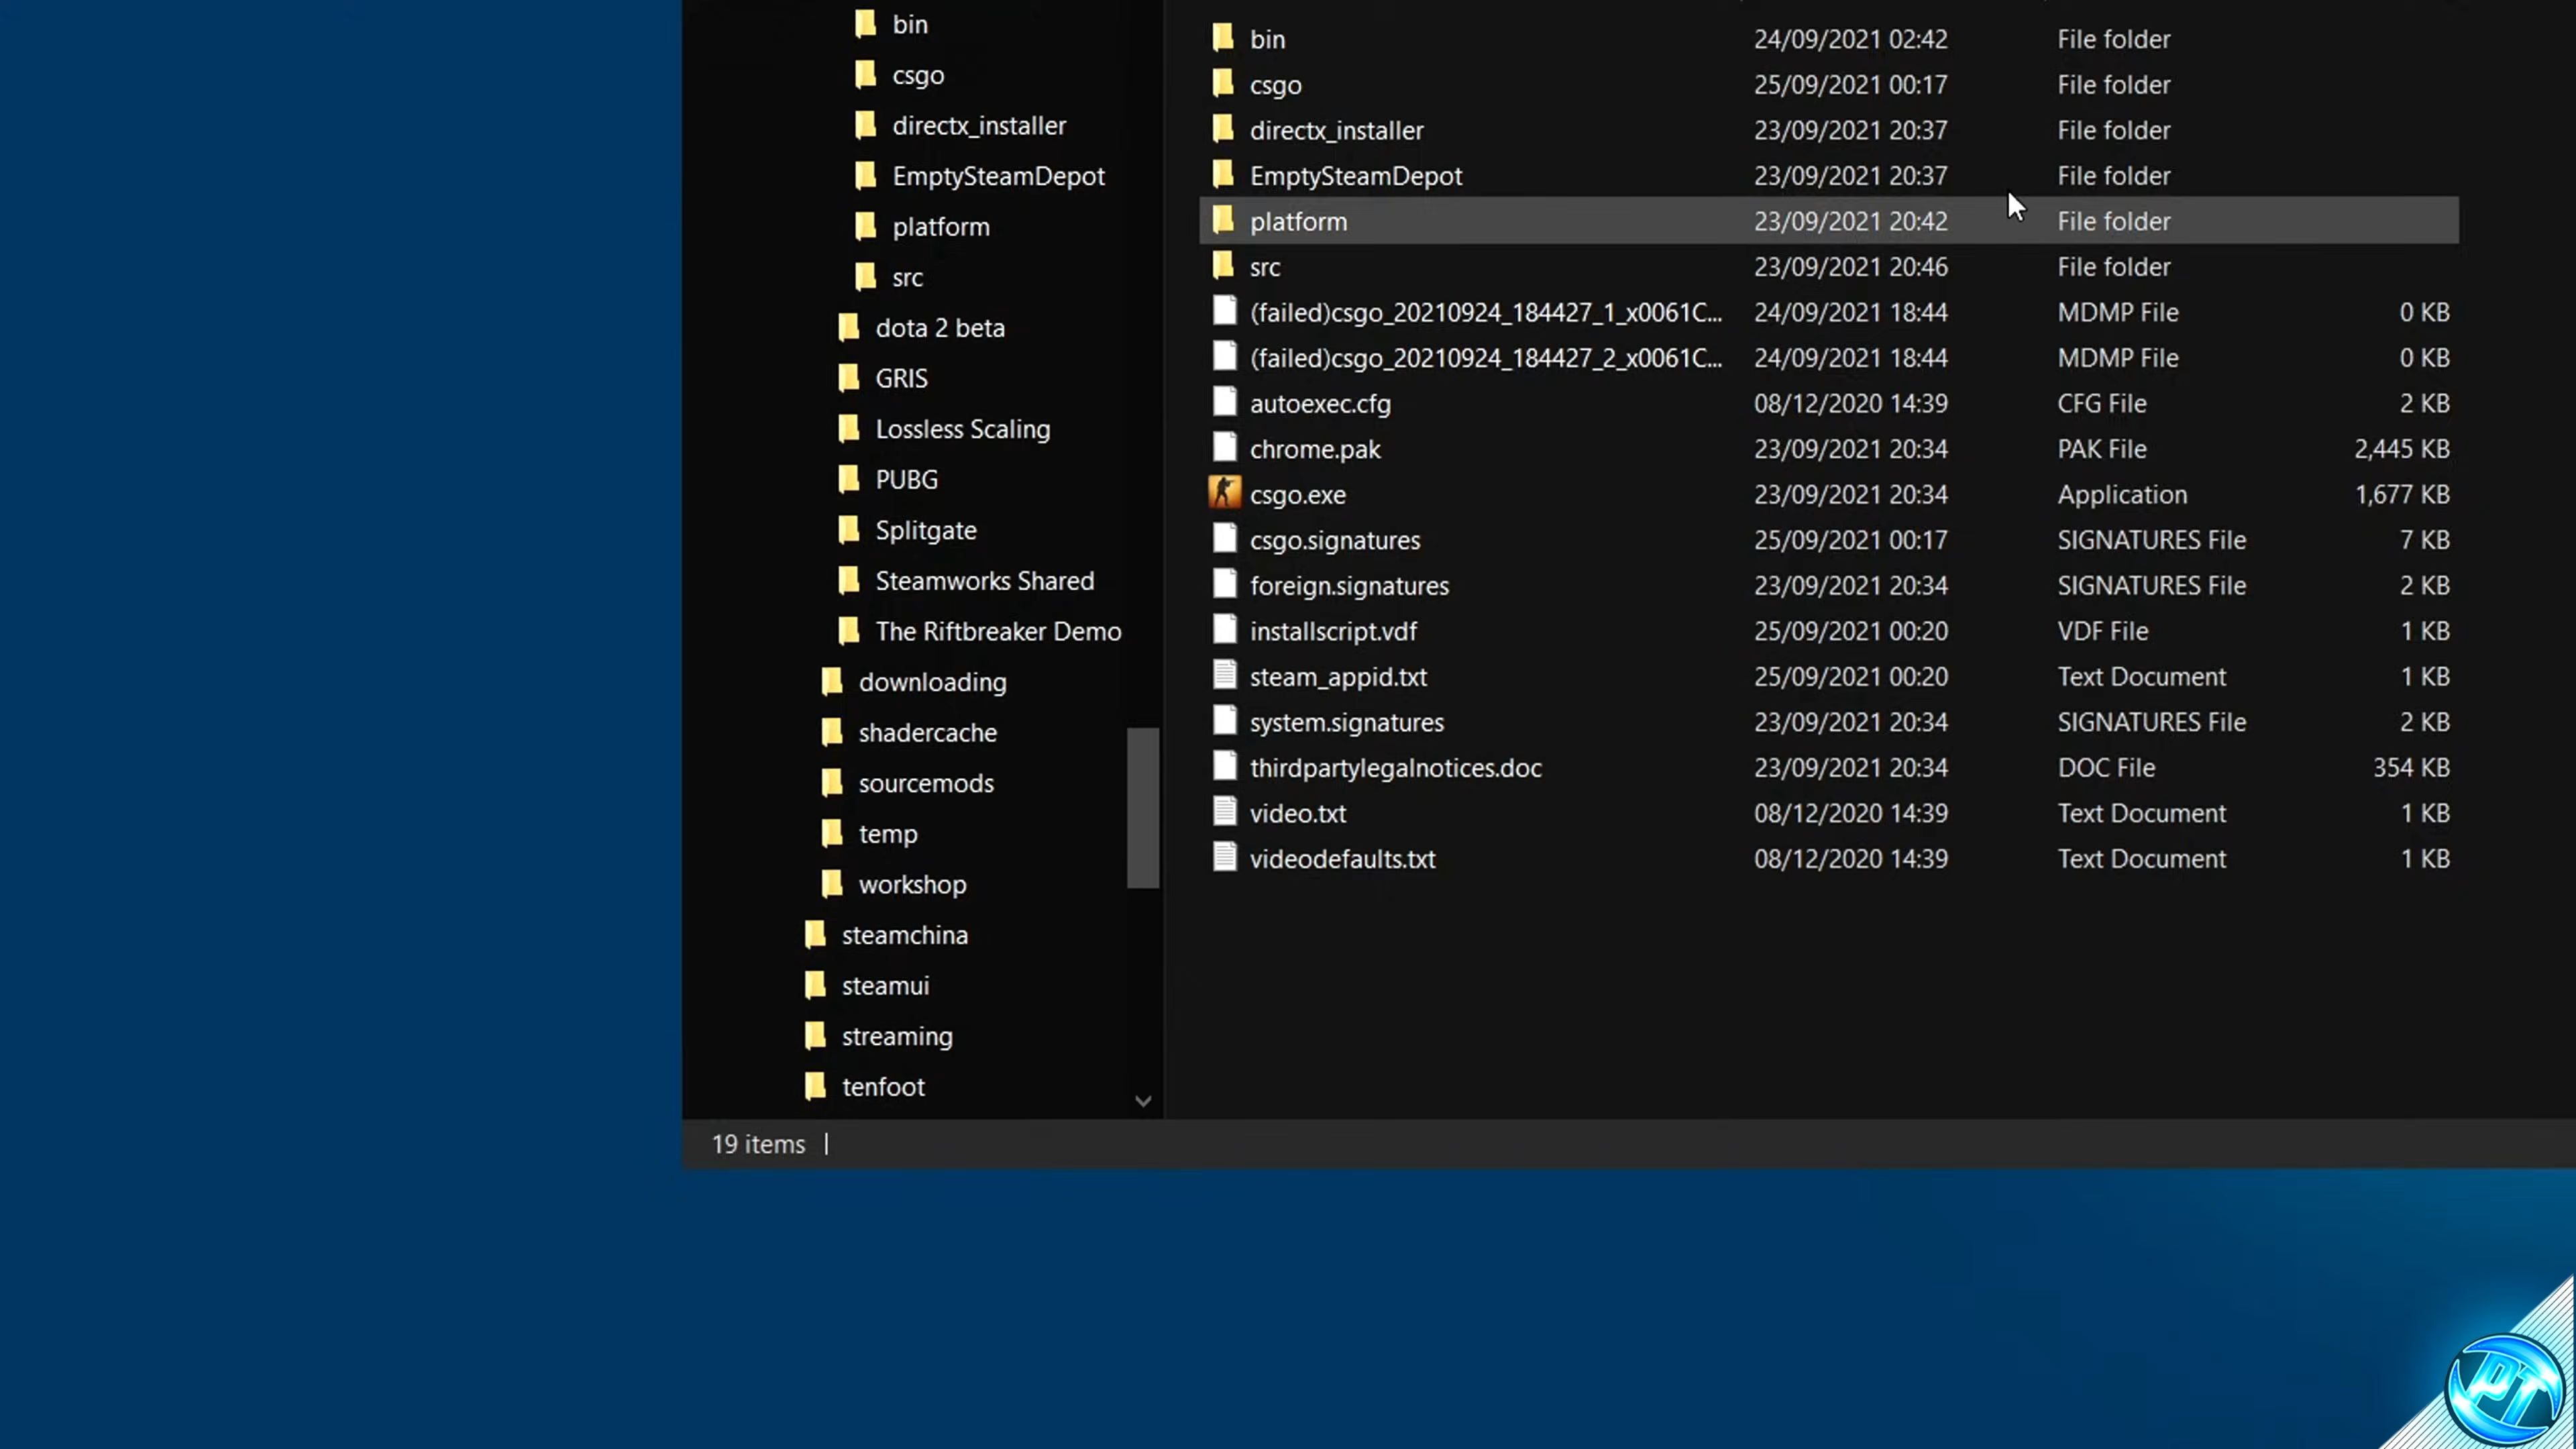 bin
csgo
directx_installer
EmptySteamDepot
platform
src
dota 2 beta
GRIS
Lossless Scaling
PUBG
Splitgate
Steamworks Shared
The Riftbreaker Demo
downloading
shadercache
sourcemods
temp
workshop
steamchina
steamui
streaming
tenfoot
bin 24/09/2021 02:42 File folder
csgo 25/09/2021 00:17 File folder
directx_installer 23/09/2021 20:37 File folder
EmptySteamDepot 23/09/2021 20:37 File folder
platform 23/09/2021 20:42 File folder
src 23/09/2021 20:46 File folder
(failed)csgo_20210924_184427_1_x0061C... 24/09/2021 18:44 MDMP File 0 KB
(failed)csgo_20210924_184427_2_x0061C... 24/09/2021 18:44 MDMP File 0 KB
autoexec.cfg 08/12/2020 14:39 CFG File 2 KB
chrome.pak 23/09/2021 20:34 PAK File 2,445 KB
csgo.exe 23/09/2021 20:34 Application 1,677 KB
csgo.signatures 25/09/2021 00:17 SIGNATURES File 7 KB
foreign.signatures 23/09/2021 20:34 SIGNATURES File 2 KB
installscript.vdf 25/09/2021 00:20 VDF File 1 KB
steam_appid.txt 25/09/2021 00:20 Text Document 1 KB
system.signatures 23/09/2021 20:34 SIGNATURES File 2 KB
thirdpartylegalnotices.doc 23/09/2021 20:34 DOC File 354 KB
video.txt 08/12/2020 14:39 Text Document 1 KB
videodefaults.txt 08/12/2020 14:39 Text Document 1 KB
19 items
PT